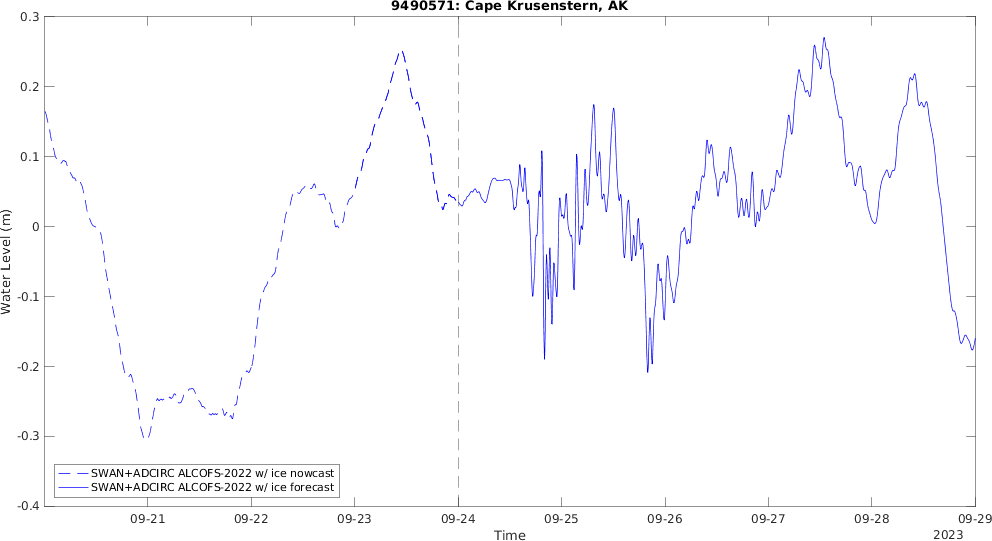 9490571: Cape Krusenstern, AK
0.3
0.2
0.1
0
-0.1
-0.2
-0.3
-0.4
Water Level (m)
SWAN+ADCIRC ALCOFS-2022 w/ ice nowcast
SWAN+ADCIRC ALCOFS-2022 w/ ice forecast
09-21 09-22 09-23 09-24 09-25 09-26 09-27 09-28 09-29
Time
2023